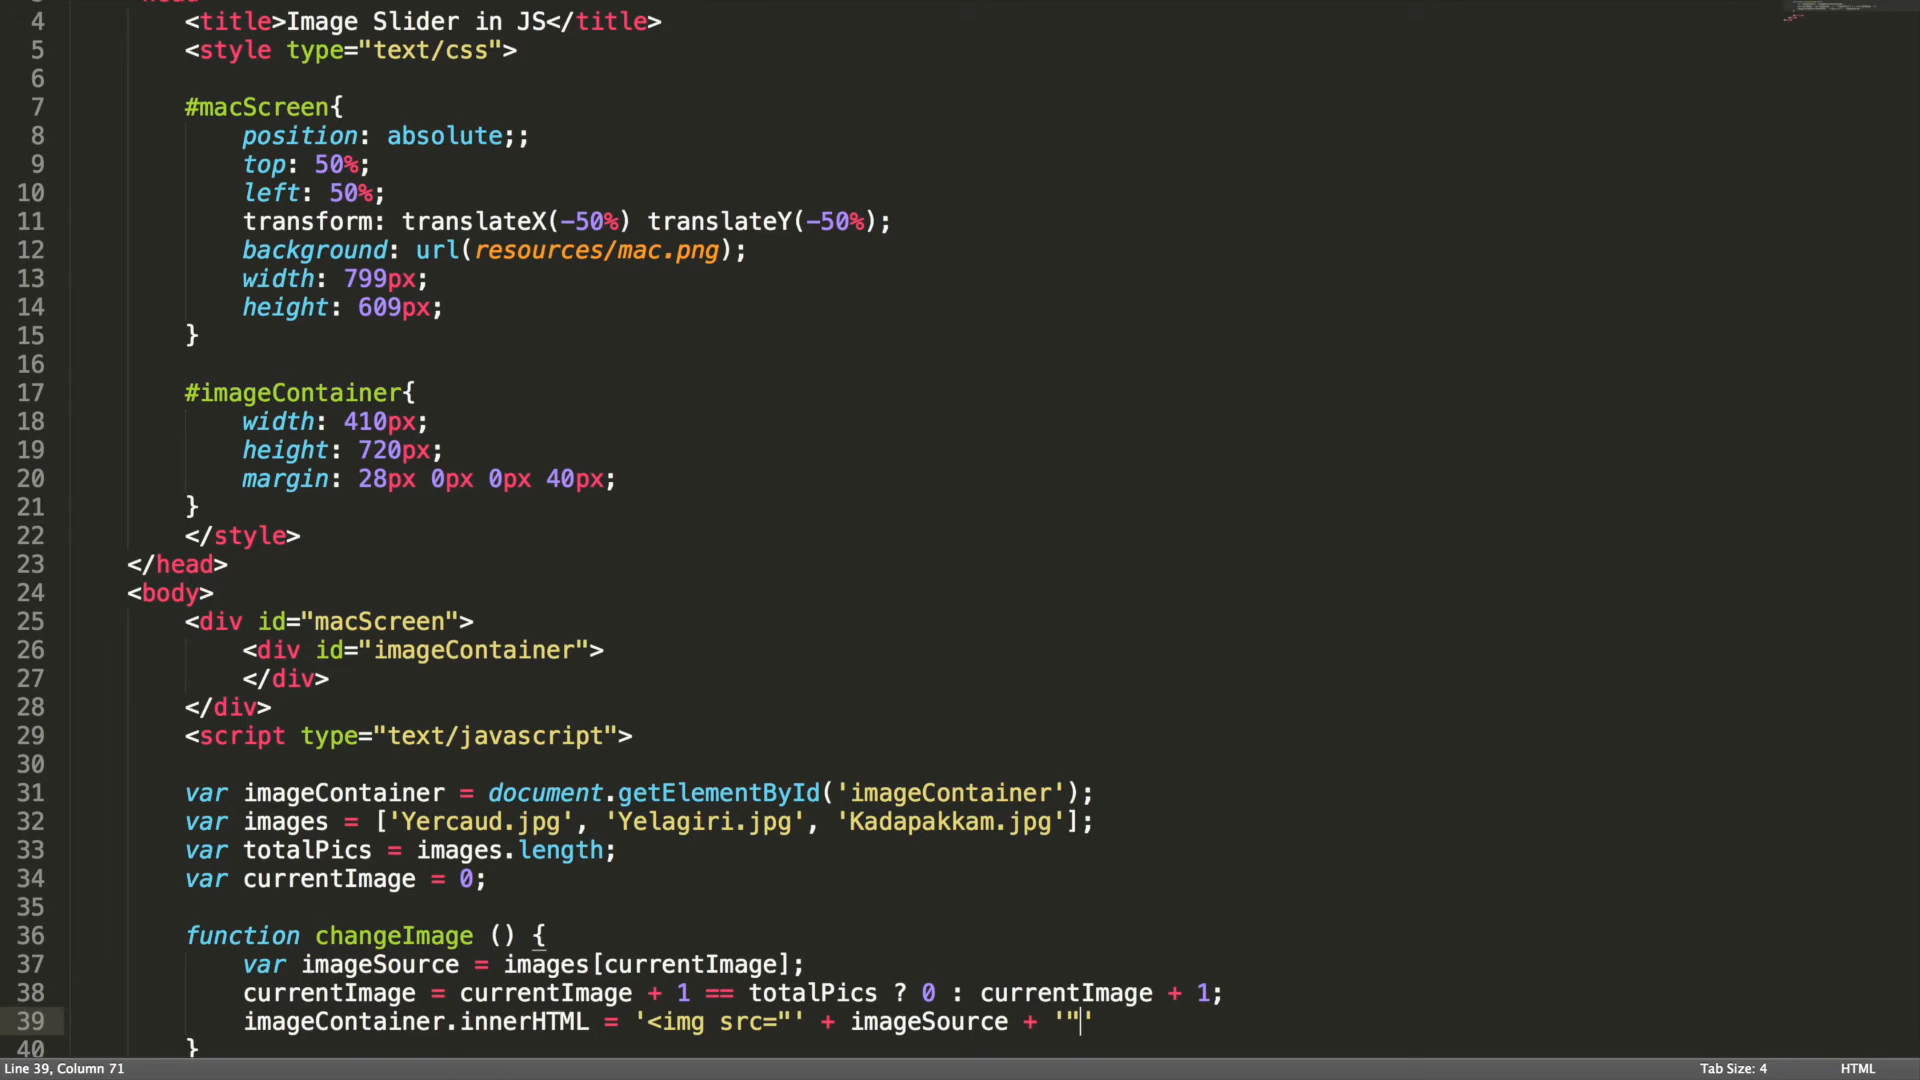 4 <title>Image Slider in JS</title>
5 <style type="text/css">
6
7 #macScreen{
8 position: absolute;;
9 top: 50%;
10 left: 50%;
11 transform: translateX(-50%) translateY(-50%);
12 background: url(resources/mac.png);
13 width: 799px;
14 height: 609px;
15 }
16
17 #imageContainer{
18 width: 410px;
19 height: 720px;
20 margin: 28px 0px 0px 40px;
21 }
22 </style>
23 </head>
24 <body>
25 <div id="macScreen">
26 <div id="imageContainer">
27 </div>
28 </div>
29 <script type="text/javascript">
30
31 var imageContainer = document.getElementById('imageContainer');
32 var images = ['Yercaud.jpg', 'Yelagiri.jpg', 'Kadapakkam.jpg'];
33 var totalPics = images.length;
34 var currentImage = 0;
35
36 function changeImage () {
37 var imageSource = images[currentImage];
38 currentImage = currentImage + 1 == totalPics ? 0 : currentImage + 1;
39 imageContainer.innerHTML = '<img src="' + imageSource + '"'
40 }
Line 39, Column 71 Tab Size: 4 HTML